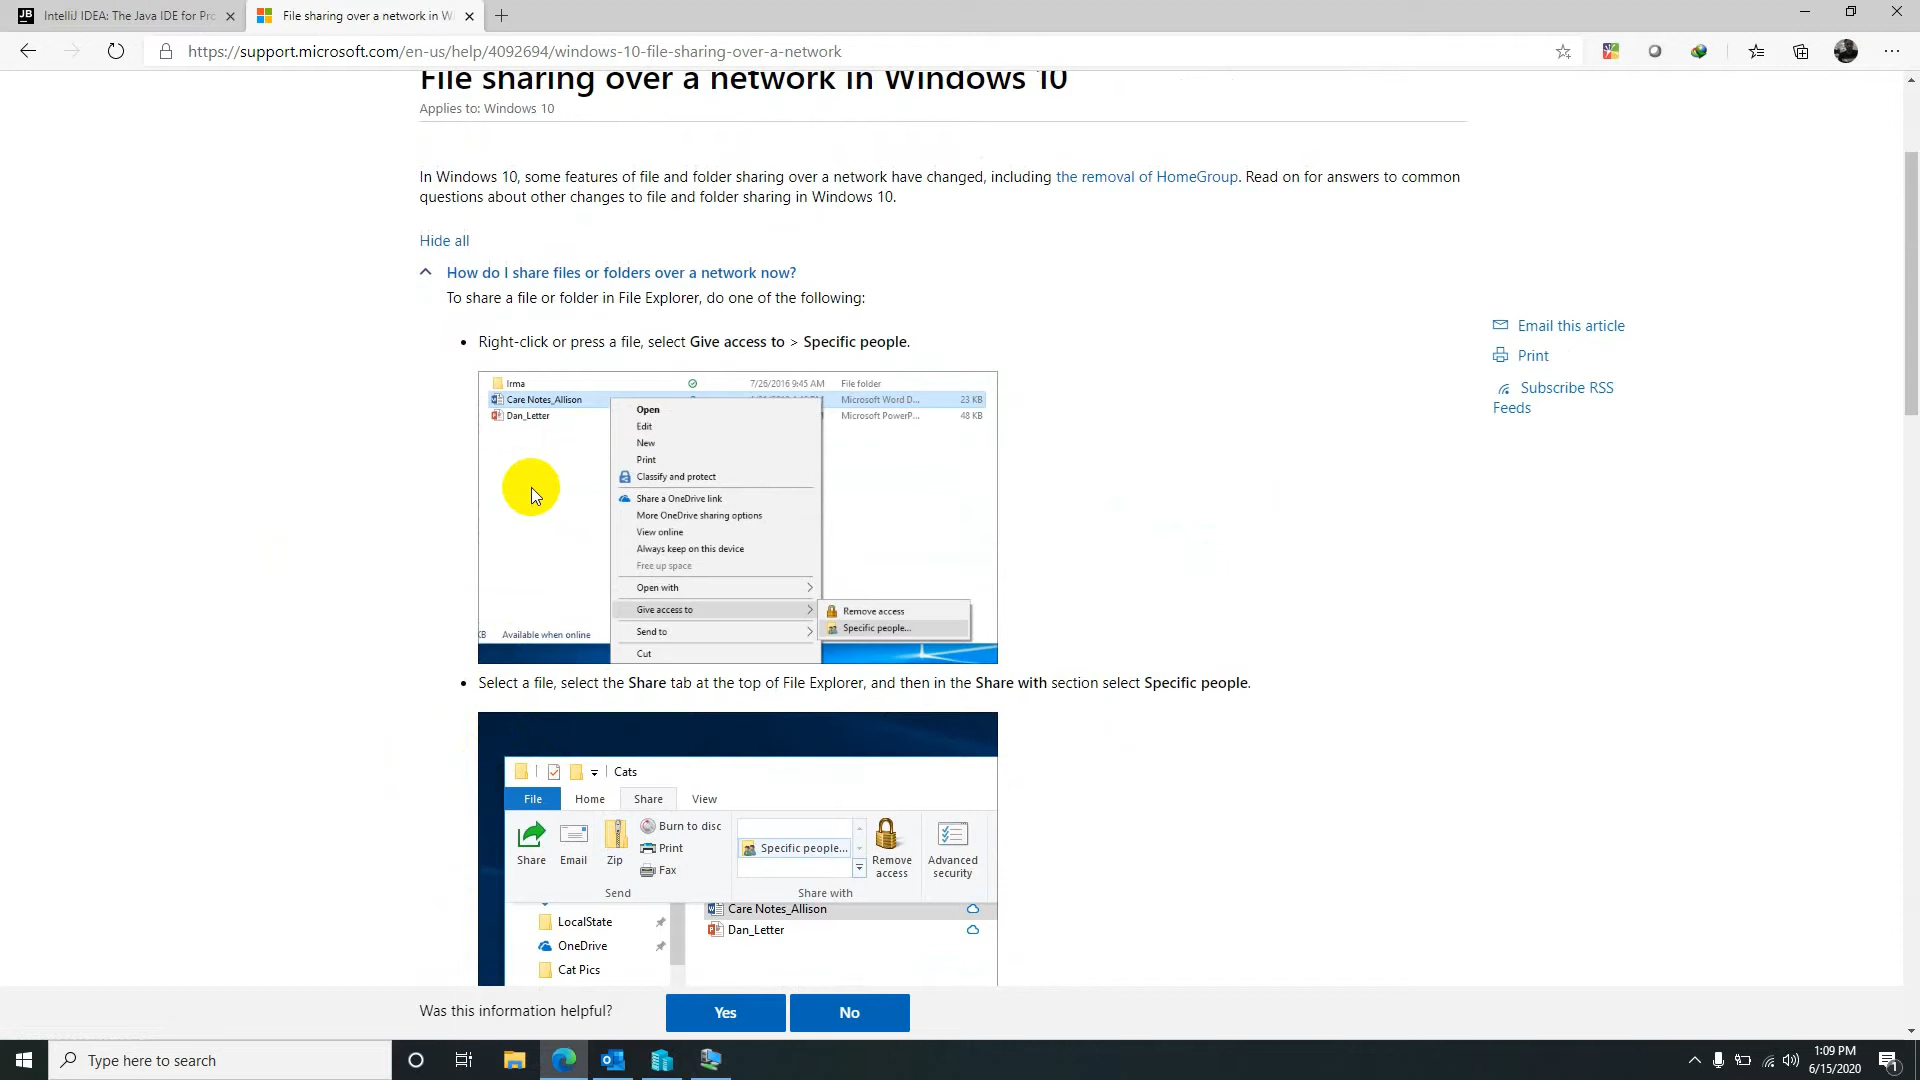 IntelliJ IDEA: The Java IDE for Pro
File sharing over a network in W
https://support.microsoft.com/en-us/help/4092694/windows-10-file-sharing-over-a-network
File sharing over a network in Windows 10
Applies to: Windows 10
In Windows 10, some features of file and folder sharing over a network have changed, including the removal of HomeGroup. Read on for answers to common
questions about other changes to file and folder sharing in Windows 10.
Hide all
How do I share files or folders over a network now?
To share a file or folder in File Explorer, do one of the following:
Email this article
Print
Subscribe RSS
Feeds
• Right-click or press a file, select Give access to > Specific people.
Irma 7/26/2016 9:45 AM File folder
Care Notes_Allison Microsoft Word D... 23 KB
Dan_Letter Microsoft PowerP... 48 KB
Open
Edit
New
Print
Classify and protect
Share a OneDrive link
More OneDrive sharing options
View online
Always keep on this device
Free up space
Open with
Give access to
Remove access
Specific people...
Send to
Cut
KB Available when online
• Select a file, select the Share tab at the top of File Explorer, and then in the Share with section select Specific people.
Cats
File Home Share View
Share
Email
Zip
Burn to disc
Print
Fax
Send
Specific people...
Share with
Remove
access
Advanced
security
LocalState
OneDrive
Cat Pics
Care Notes_Allison
Dan_Letter
Was this information helpful?
Yes
No
Type here to search
1:09 PM
6/15/2020
1